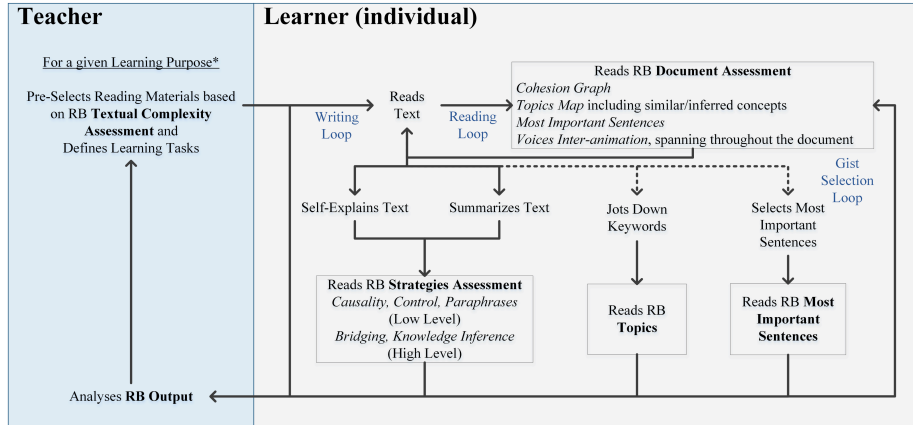 Teacher
Learner (individual)
For a given Learning Purpose*
Pre-Selects Reading Materials based
on RB Textual Complexity
Assessment and
Defines Learning Tasks
Analyses RB Output
Writing
Loop
Reads
Text
Reading
Loop
Reads RB Document Assessment
Cohesion Graph
Topics Map including similar/inferred concepts
Most Important Sentences
Voices Inter-animation, spanning throughout the document
Gist
Selection
Loop
Self-Explains Text
Summarizes Text
Jots Down
Keywords
Selects Most
Important
Sentences
Reads RB Strategies Assessment
Causality, Control, Paraphrases
(Low Level)
Bridging, Knowledge Inference
(High Level)
Reads RB
Topics
Reads RB Most
Important
Sentences